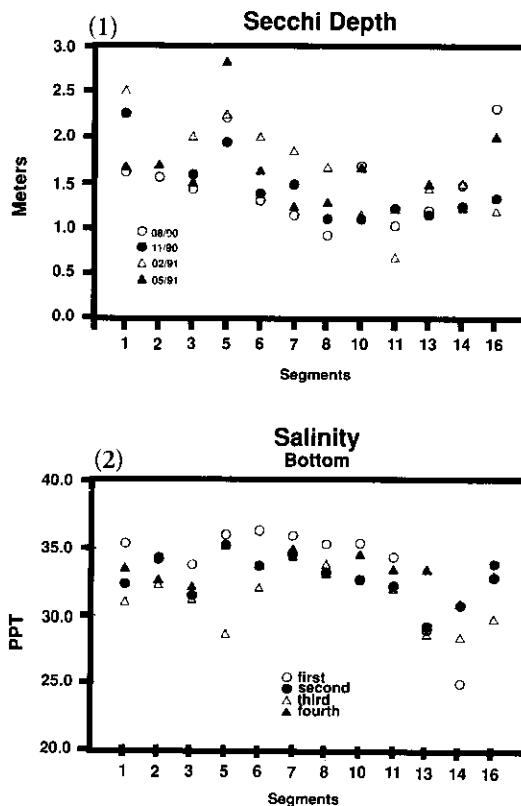 (1) Secchi Depth
3.0
2.5
2.0
1.5
1.0
0.5
0.0
Meters
08/90
11/90
02/91
05/91
1 2 3 5 6 7 8 10 11 13 14 16
Segments
(2) Salinity
Bottom
40.0
35.0
30.0
25.0
20.0
PPT
first
second
third
fourth
1 2 3 5 6 7 8 10 11 13 14 16
Segments